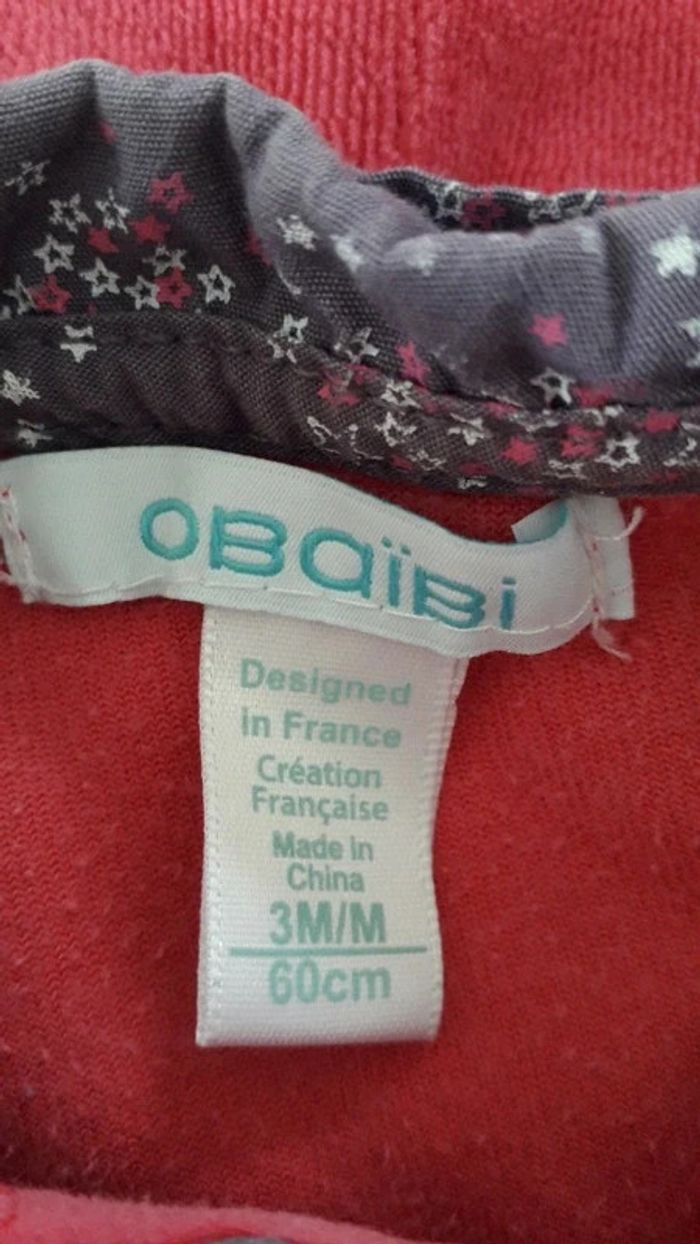 OBaïBi
Designed
in France
Création
Française
Made in
China
3M/M
60cm